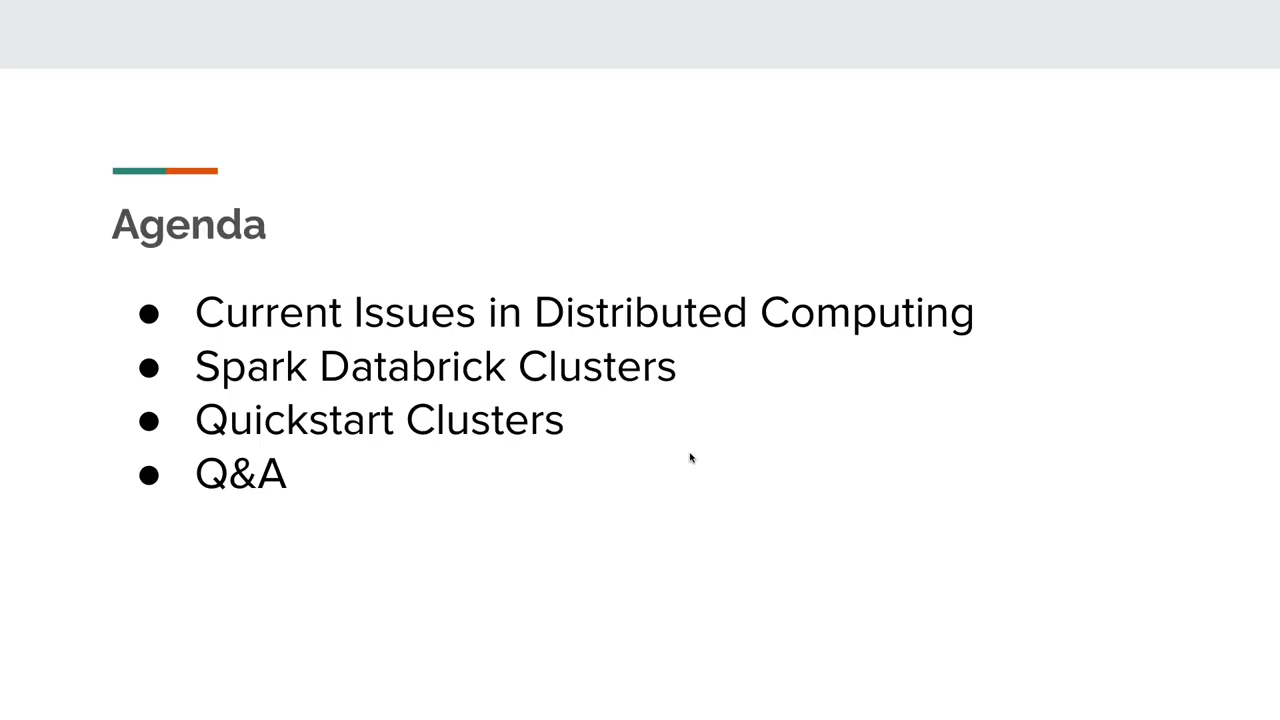 Agenda
● Current Issues in Distributed Computing
● Spark Databrick Clusters
● Quickstart Clusters
● Q&A